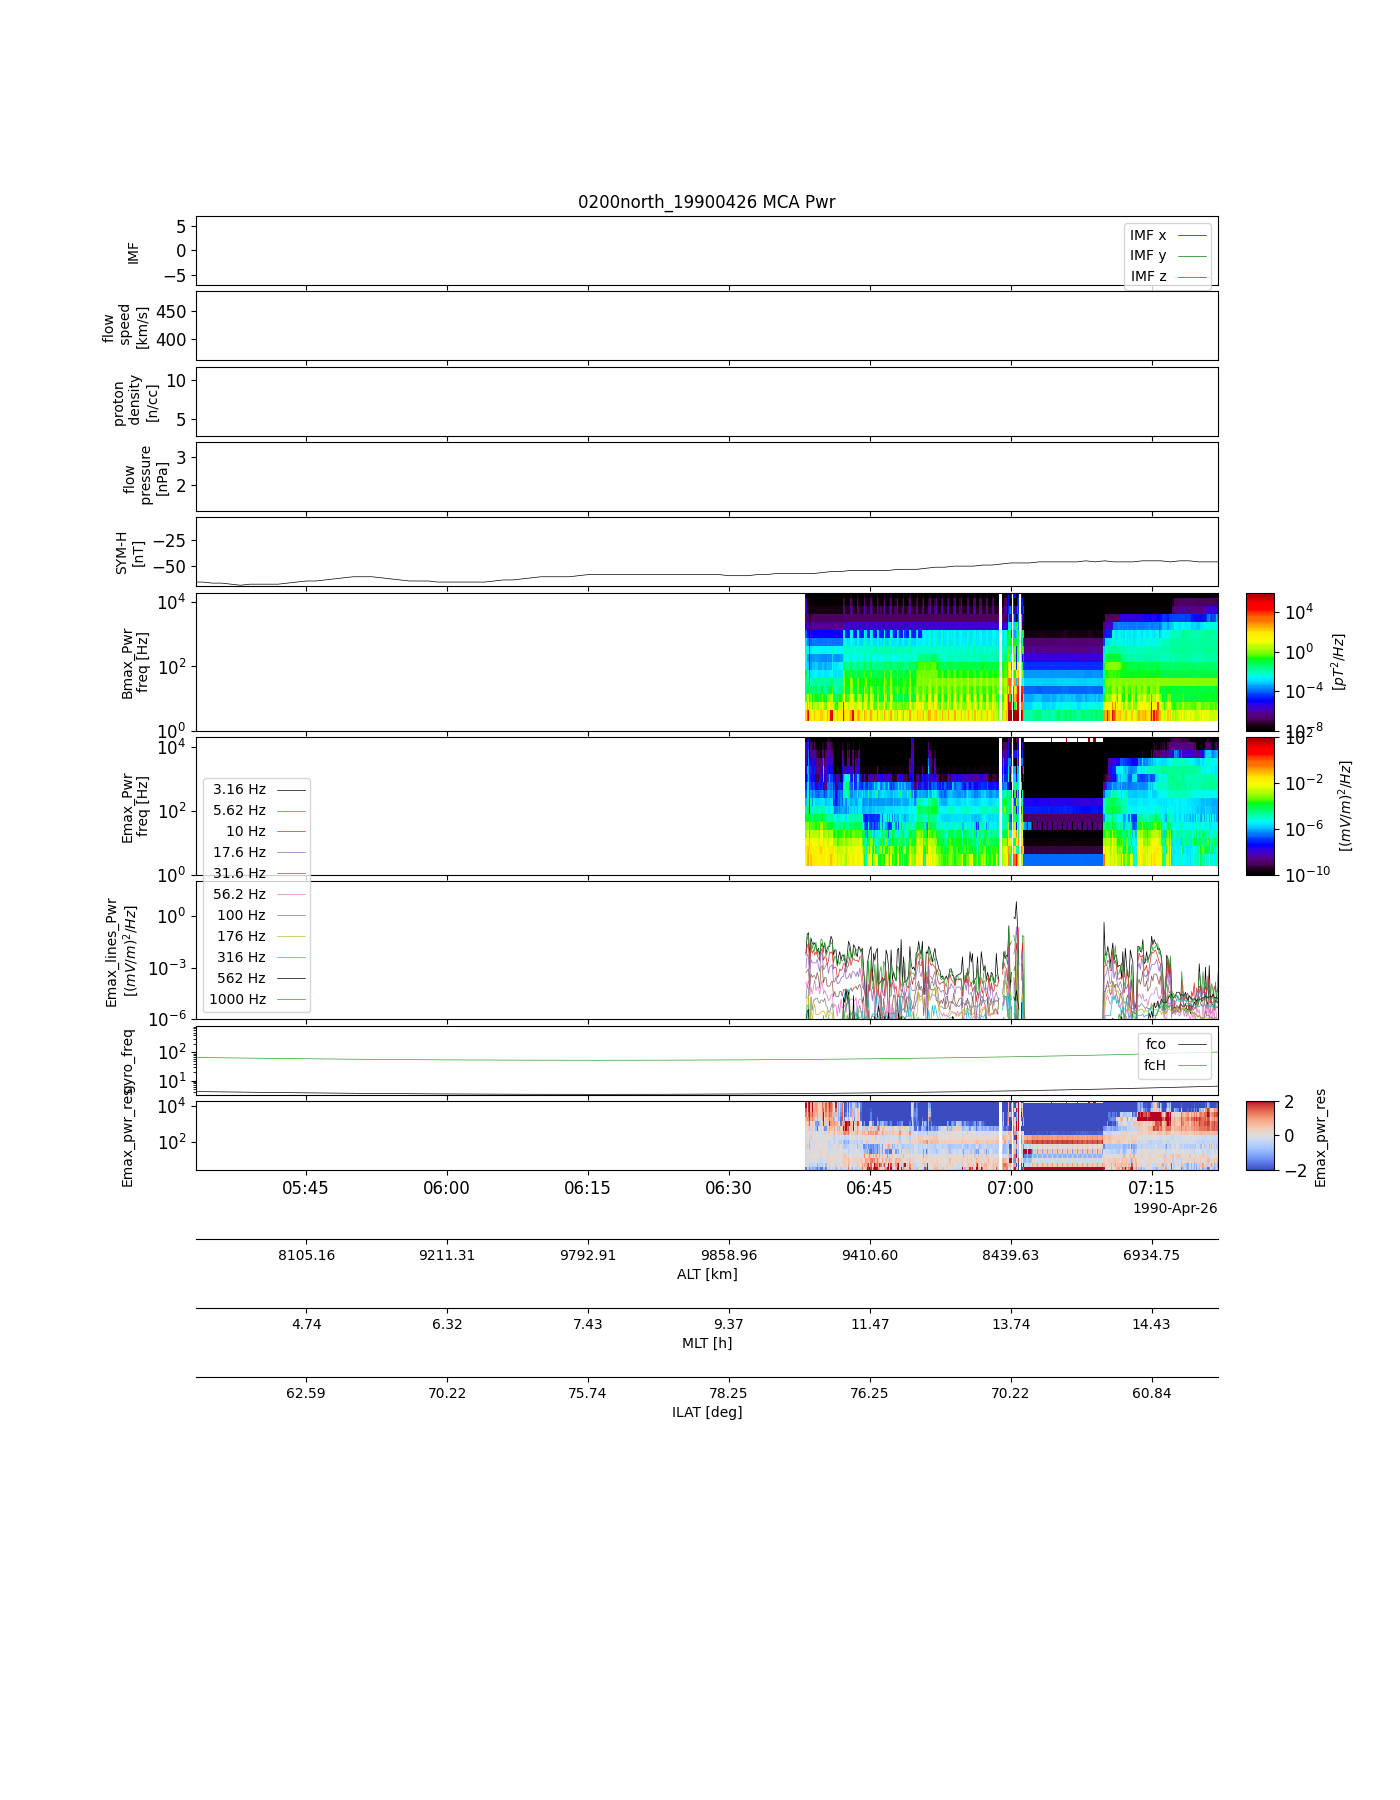 0200north_19900426 MCA Pwr
IMF
5
0
−5
IMF x
IMF y
IMF z
flow
speed
[km/s]
450
400
proton
density
[n/cc]
10
5
flow
pressure
[nPa]
3
2
SYM-H
[nT]
−25
−50
Bmax_Pwr
freq [Hz]
10^4
10^2
10^0
10^4
10^0
10^−4
10^−8
[pT^2/Hz]
Emax_Pwr
freq [Hz]
10^4
10^2
10^0
10^2
10^−2
10^−6
10^−10
[(mV/m)^2/Hz]
3.16 Hz
5.62 Hz
10 Hz
17.6 Hz
31.6 Hz
56.2 Hz
100 Hz
176 Hz
316 Hz
562 Hz
1000 Hz
Emax_lines_Pwr
[(mV/m)^2/Hz]
10^0
10^−3
10^−6
gyro_freq
10^2
10^1
fco
fcH
Emax_pwr_res
10^4
10^2
2
0
−2
Emax_pwr_res
05:45 06:00 06:15 06:30 06:45 07:00 07:15
1990-Apr-26
8105.16 9211.31 9792.91 9858.96 9410.60 8439.63 6934.75
ALT [km]
4.74 6.32 7.43 9.37 11.47 13.74 14.43
MLT [h]
62.59 70.22 75.74 78.25 76.25 70.22 60.84
ILAT [deg]